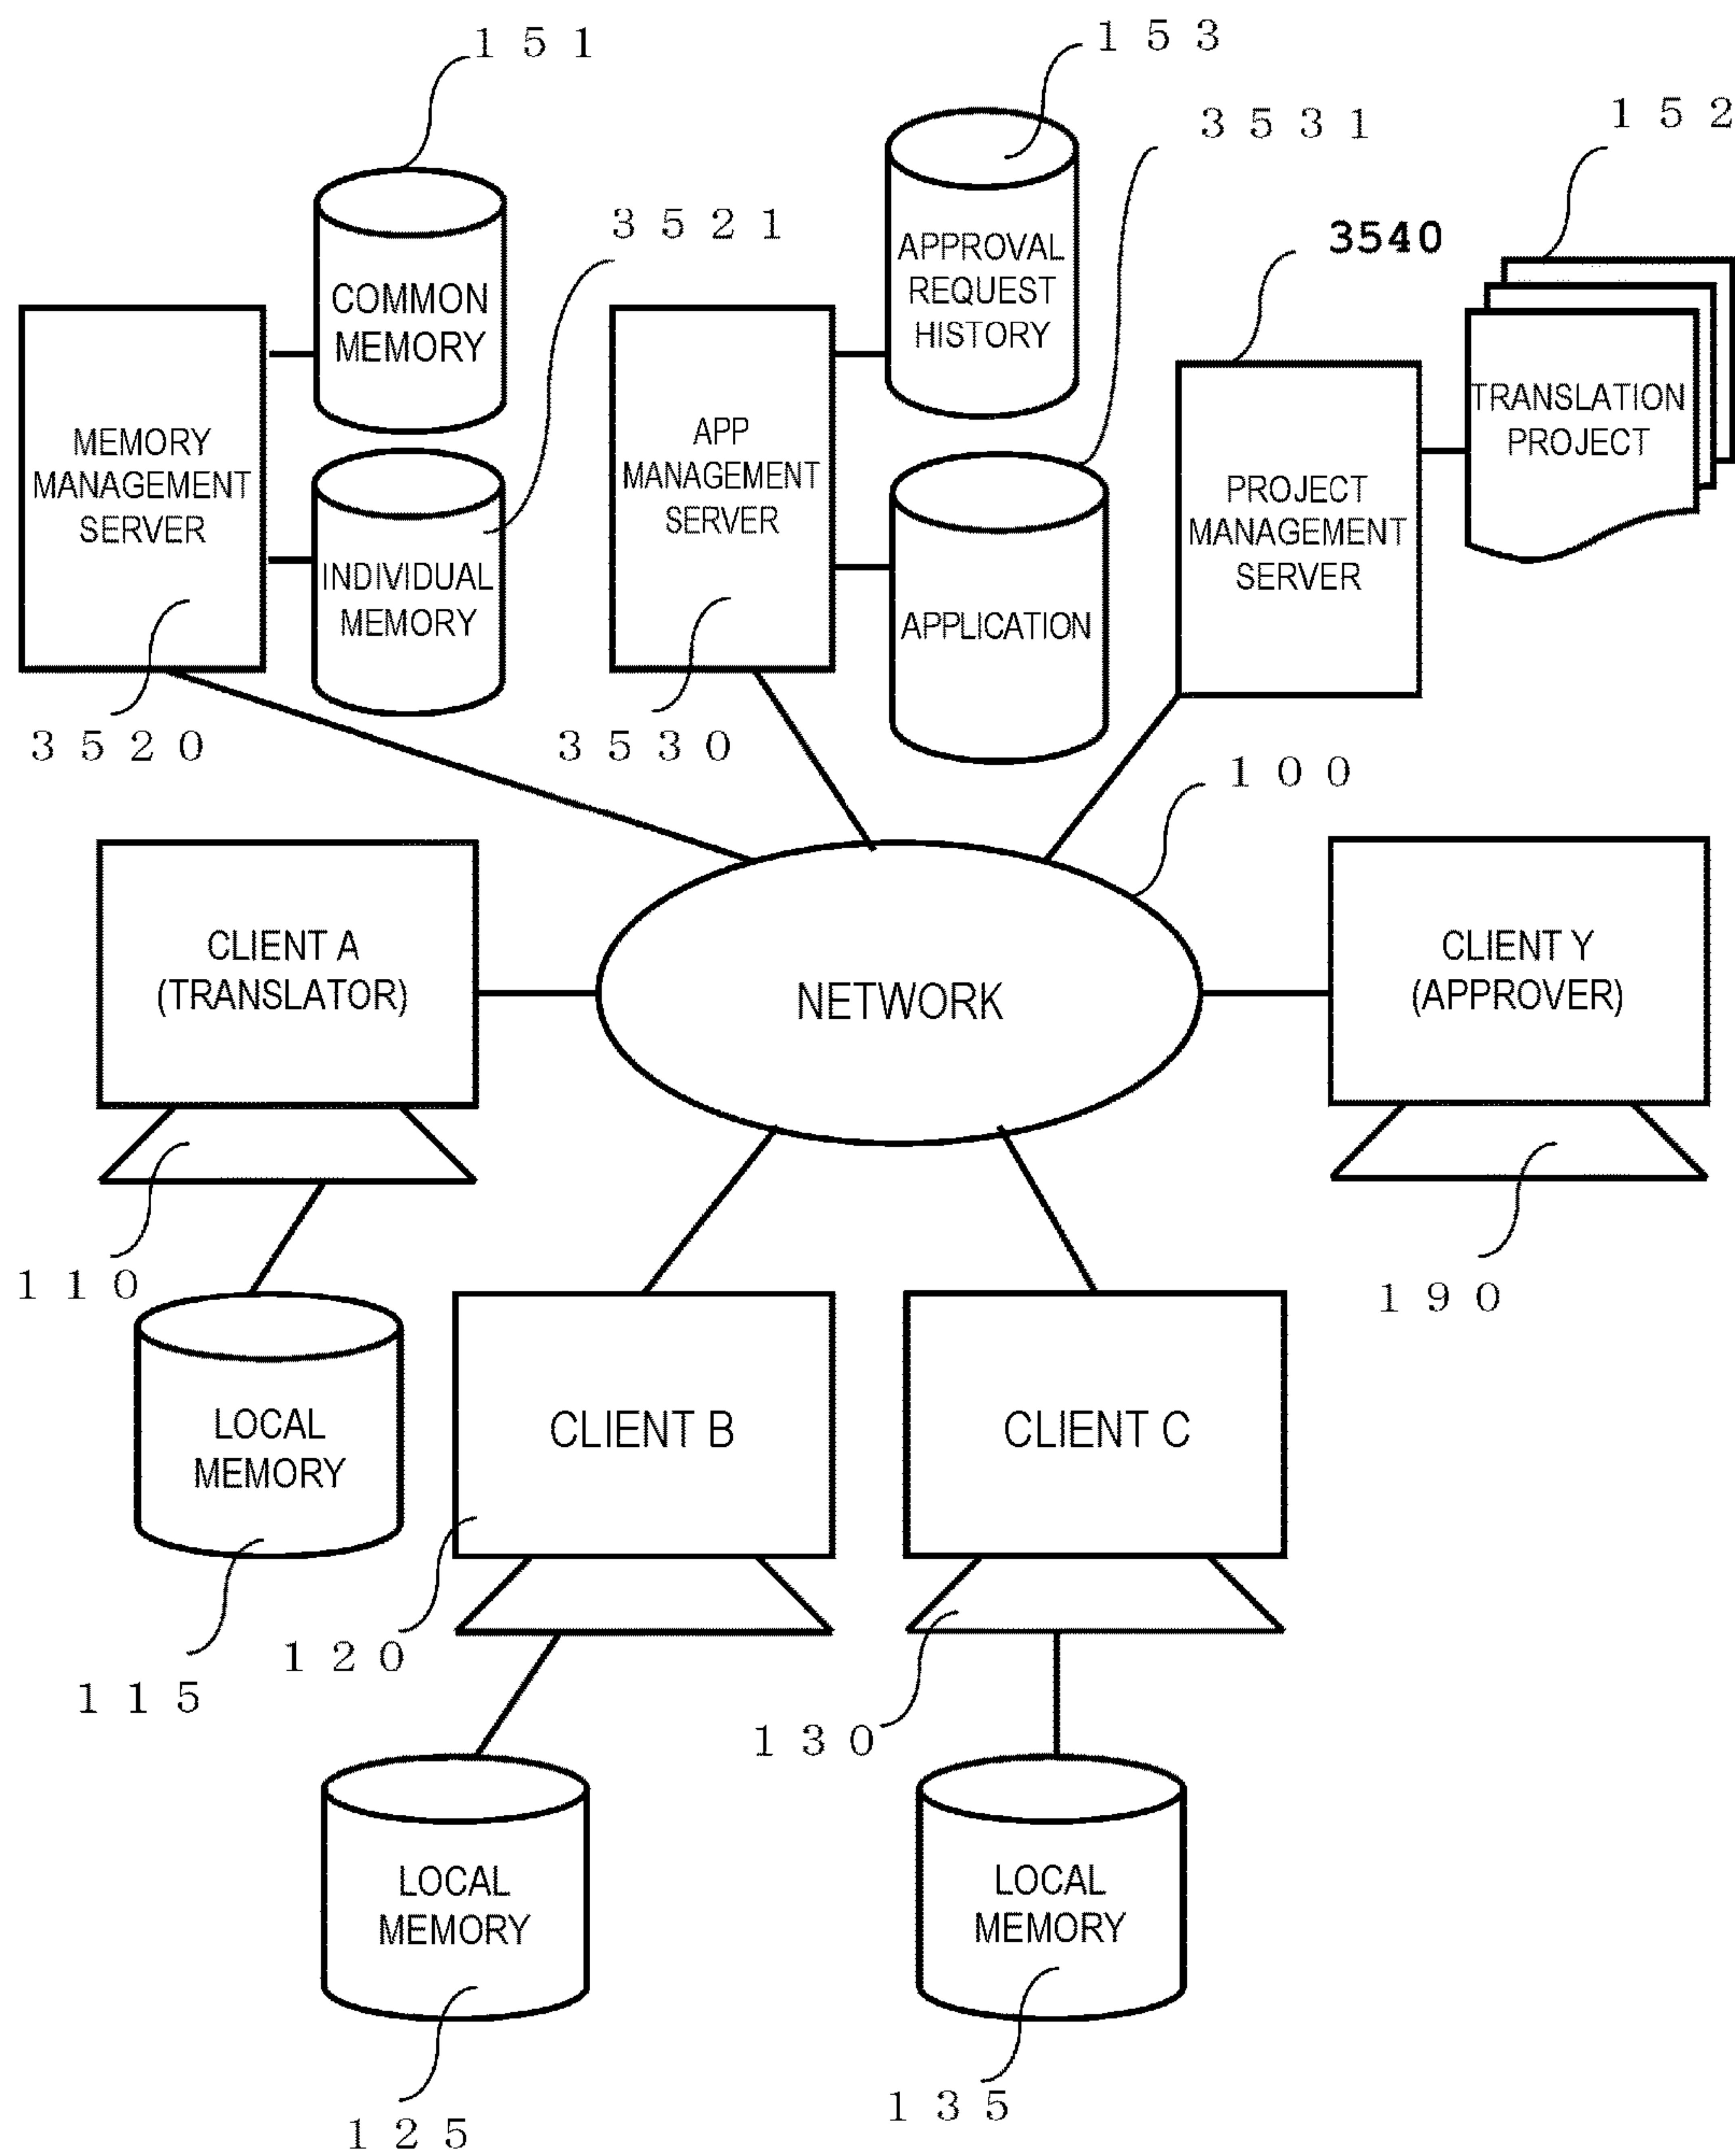 151
153
152
3531
3521
3540
COMMON
MEMORY
APPROVAL
REQUEST
HISTORY
TRANSLATION
PROJECT
MEMORY
MANAGEMENT
SERVER
APP
MANAGEMENT
SERVER
PROJECT
MANAGEMENT
SERVER
INDIVIDUAL
MEMORY
APPLICATION
3520
3530
100
CLIENT A
(TRANSLATOR)
NETWORK
CLIENT Y
(APPROVER)
110
190
LOCAL
MEMORY
CLIENT B
CLIENT C
115
120
130
LOCAL
MEMORY
LOCAL
MEMORY
125
135